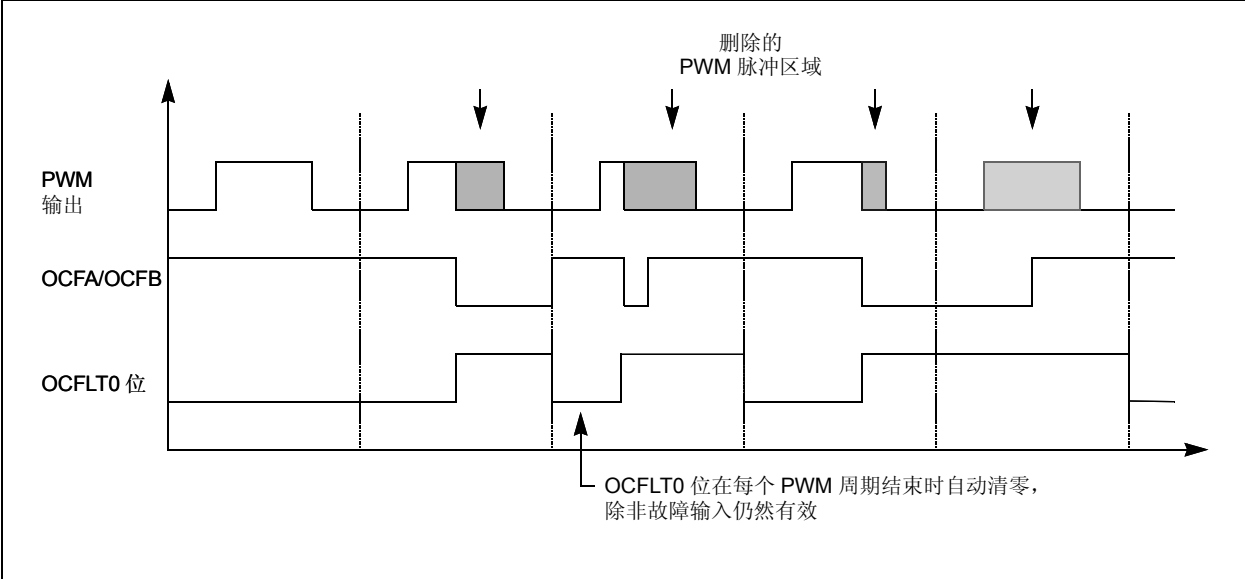 删除的
PWM 脉冲区域
PWM
输出
OCFA/OCFB
OCFLT0 位
OCFLT0 位在每个 PWM 周期结束时自动清零，
除非故障输入仍然有效